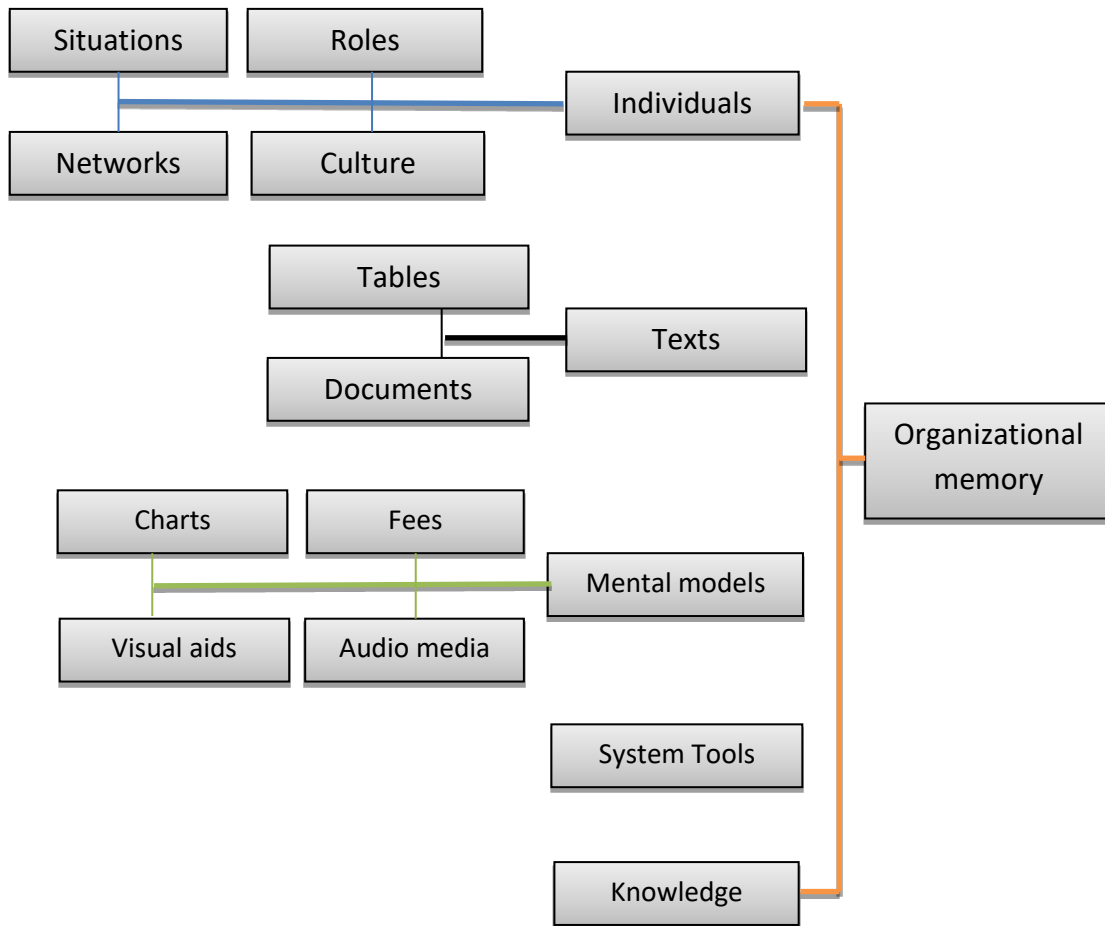 Situations
Roles
Individuals
Networks
Culture
Tables
Texts
Documents
Organizational
memory
Charts
Fees
Mental models
Visual aids
Audio media
System Tools
Knowledge